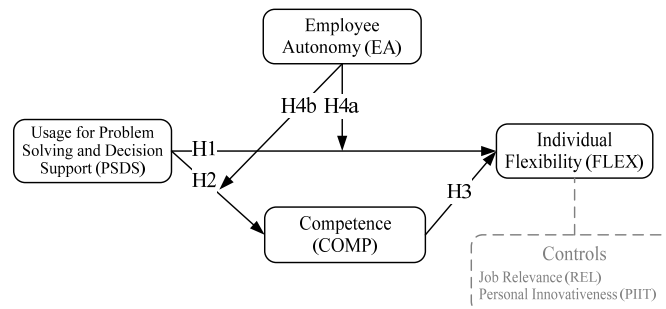 Employee
Autonomy (EA)
H4b H4a
Usage for Problem
Solving and Decision
Support (PSDS)
H1
H2
Individual
Flexibility (FLEX)
H3
Competence
(COMP)
Controls
Job Relevance (REL)
Personal Innovativeness (PIIT)